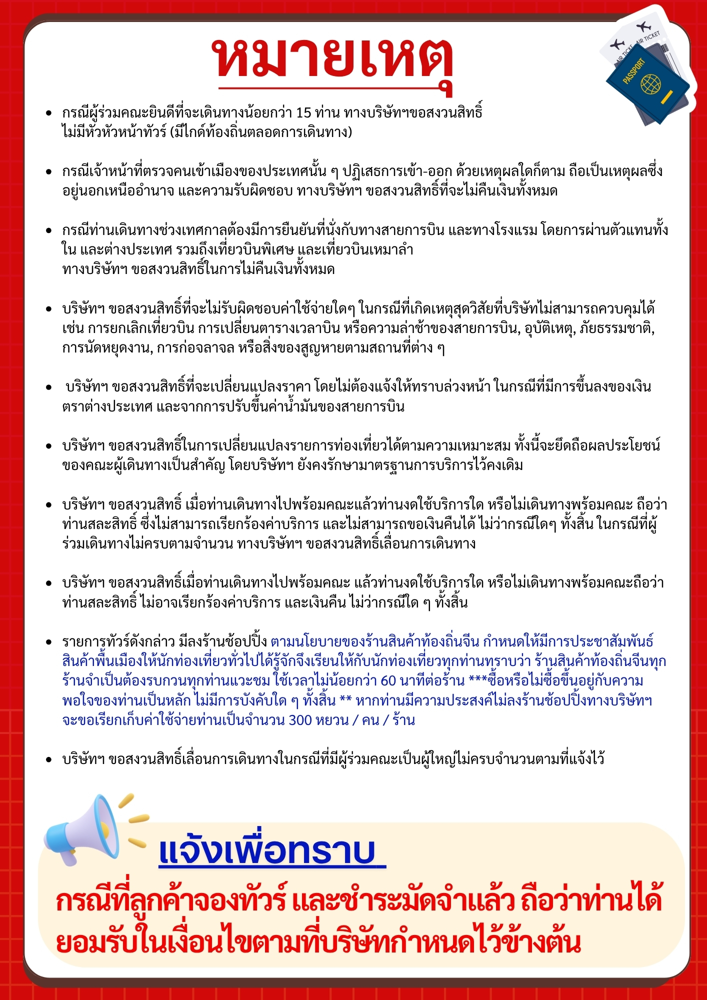 หมายเหตุ
AIR TICKET
AIR TICKE
PASSPORT
• กรณีผู้ร่วมคณะยินดีที่จะเดินทางน้อยกว่า 15 ท่าน ทางบริษัทฯขอสงวนสิทธิ์
ไม่มีหัวหัวหน้าทัวร์ (มีไกด์ท้องถิ่นตลอดการเดินทาง)
• กรณีเจ้าหน้าที่ตรวจคนเข้าเมืองของประเทศนั้น ๆ ปฏิเสธการเข้า-ออก ด้วยเหตุผลใดก็ตาม ถือเป็นเหตุผลซึ่ง
อยู่นอกเหนืออำนาจ และความรับผิดชอบ ทางบริษัทฯ ขอสงวนสิทธิ์ที่จะไม่คืนเงินทั้งหมด
• กรณีท่านเดินทางช่วงเทศกาลต้องมีการยืนยันที่นั่งกับทางสายการบิน และทางโรงแรม โดยการผ่านตัวแทนทั้ง
ใน และต่างประเทศ รวมถึงเที่ยวบินพิเศษ และเที่ยวบินเหมาลำ
ทางบริษัทฯ ขอสงวนสิทธิ์ในการไม่คืนเงินทั้งหมด
• บริษัทฯ ขอสงวนสิทธิ์ที่จะไม่รับผิดชอบค่าใช้จ่ายใดๆ ในกรณีที่เกิดเหตุสุดวิสัยที่บริษัทไม่สามารถควบคุมได้
เช่น การยกเลิกเที่ยวบิน การเปลี่ยนตารางเวลาบิน หรือความล่าช้าของสายการบิน, อุบัติเหตุ, ภัยธรรมชาติ,
การนัดหยุดงาน, การก่อจลาจล หรือสิ่งของสูญหายตามสถานที่ต่าง ๆ
• บริษัทฯ ขอสงวนสิทธิ์ที่จะเปลี่ยนแปลงราคา โดยไม่ต้องแจ้งให้ทราบล่วงหน้า ในกรณีที่มีการขึ้นลงของเงิน
ตราต่างประเทศ และจากการปรับขึ้นค่าน้ำมันของสายการบิน
• บริษัทฯ ขอสงวนสิทธิ์ในการเปลี่ยนแปลงรายการท่องเที่ยวได้ตามความเหมาะสม ทั้งนี้จะยึดถือผลประโยชน์
ของคณะผู้เดินทางเป็นสำคัญ โดยบริษัทฯ ยังคงรักษามาตรฐานการบริการไว้คงเดิม
• บริษัทฯ ขอสงวนสิทธิ์ เมื่อท่านเดินทางไปพร้อมคณะแล้วท่านงดใช้บริการใด หรือไม่เดินทางพร้อมคณะ ถือว่า
ท่านสละสิทธิ์ ซึ่งไม่สามารถเรียกร้องค่าบริการ และไม่สามารถขอเงินคืนได้ ไม่ว่ากรณีใดๆ ทั้งสิ้น ในกรณีที่ผู้
ร่วมเดินทางไม่ครบตามจำนวน ทางบริษัทฯ ขอสงวนสิทธิ์เลื่อนการเดินทาง
• บริษัทฯ ขอสงวนสิทธิ์เมื่อท่านเดินทางไปพร้อมคณะ แล้วท่านงดใช้บริการใด หรือไม่เดินทางพร้อมคณะถือว่า
ท่านสละสิทธิ์ ไม่อาจเรียกร้องค่าบริการ และเงินคืน ไม่ว่ากรณีใด ๆ ทั้งสิ้น
• รายการทัวร์ดังกล่าว มีลงร้านช้อปปิ้ง ตามนโยบายของร้านสินค้าท้องถิ่นจีน กำหนดให้มีการประชาสัมพันธ์
สินค้าพื้นเมืองให้นักท่องเที่ยวทั่วไปได้รู้จักจึงเรียนให้กับนักท่องเที่ยวทุกท่านทราบว่า ร้านสินค้าท้องถิ่นจีนทุก
ร้านจำเป็นต้องรบกวนทุกท่านแวะชม ใช้เวลาไม่น้อยกว่า 60 นาทีต่อร้าน ***ซื้อหรือไม่ซื้อขึ้นอยู่กับความ
พอใจของท่านเป็นหลัก ไม่มีการบังคับใด ๆ ทั้งสิ้น ** หากท่านมีความประสงค์ไม่ลงร้านช้อปปิ้งทางบริษัทฯ
จะขอเรียกเก็บค่าใช้จ่ายท่านเป็นจำนวน 300 หยวน / คน / ร้าน
• บริษัทฯ ขอสงวนสิทธิ์เลื่อนการเดินทางในกรณีที่มีผู้ร่วมคณะเป็นผู้ใหญ่ไม่ครบจำนวนตามที่แจ้งไว้
แจ้งเพื่อทราบ
กรณีที่ลูกค้าจองทัวร์ และชำระมัดจำแล้ว ถือว่าท่านได้
ยอมรับในเงื่อนไขตามที่บริษัทกำหนดไว้ข้างต้น